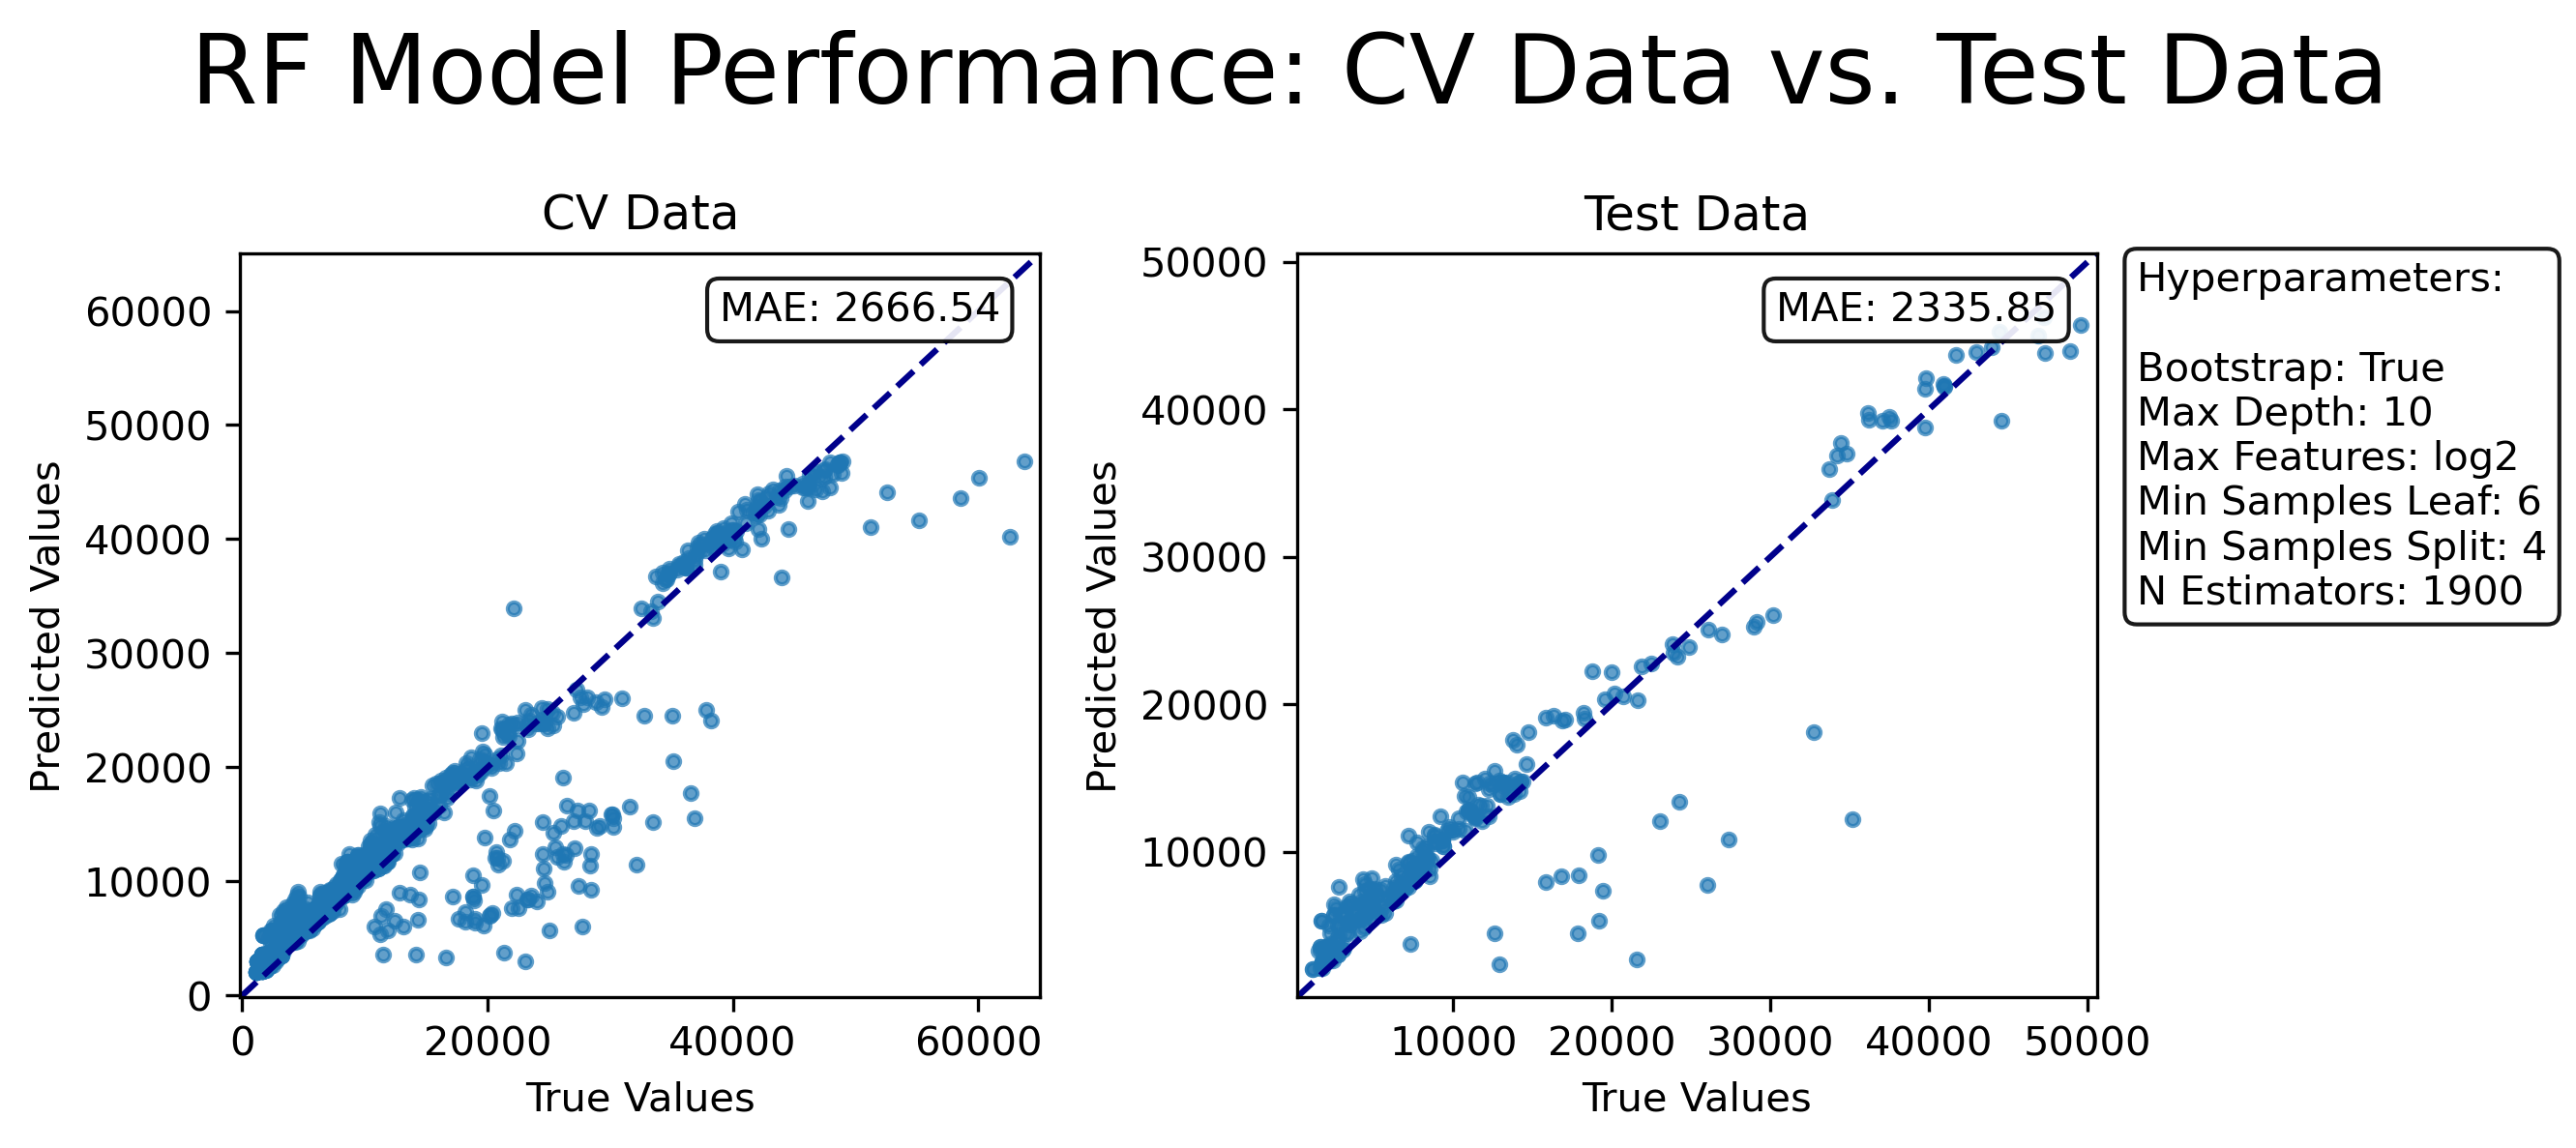 RF Model Performance: CV Data vs. Test Data
CV Data
MAE: 2666.54
60000
50000
40000
30000
20000
10000
0
Predicted Values
0 20000 40000 60000
True Values
Test Data
MAE: 2335.85
50000
40000
30000
20000
10000
Predicted Values
10000 20000 30000 40000 50000
True Values
Hyperparameters:
Bootstrap: True
Max Depth: 10
Max Features: log2
Min Samples Leaf: 6
Min Samples Split: 4
N Estimators: 1900